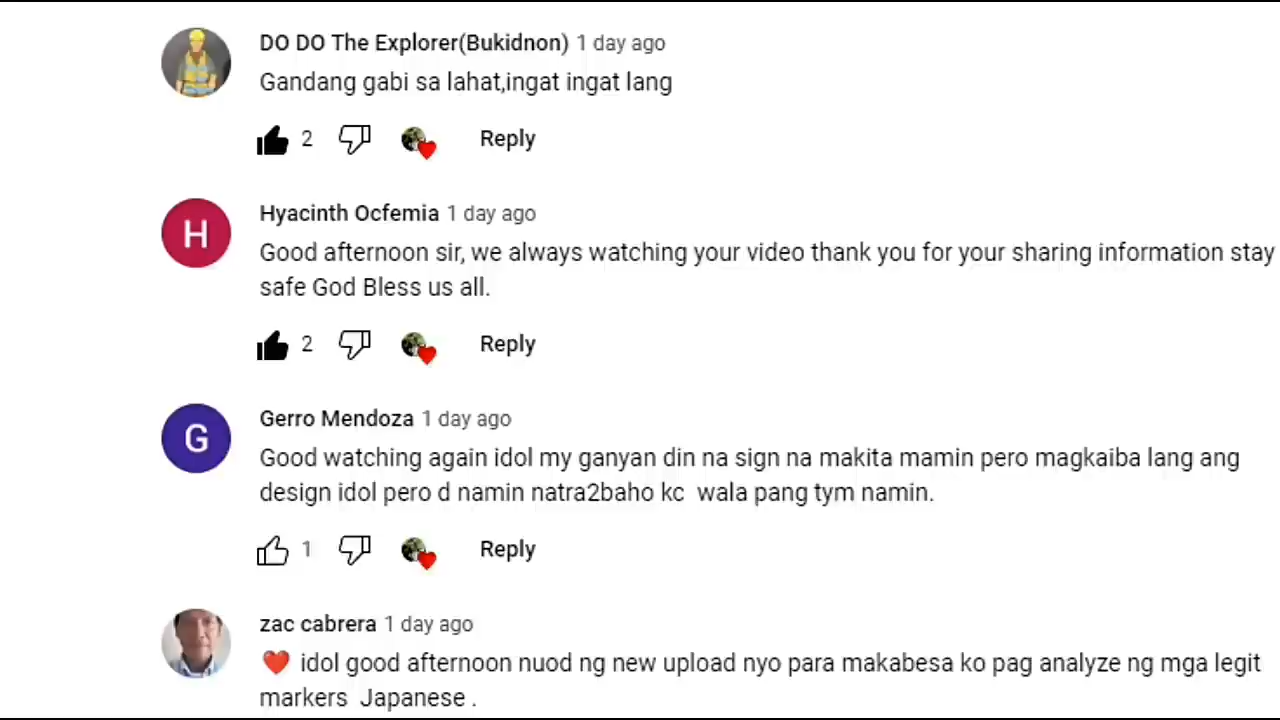 DO DO The Explorer(Bukidnon) 1 day ago
Gandang gabi sa lahat,ingat ingat lang
2 Reply
H
Hyacinth Ocfemia 1 day ago
Good afternoon sir, we always watching your video thank you for your sharing information stay
safe God Bless us all.
2 Reply
G
Gerro Mendoza 1 day ago
Good watching again idol my ganyan din na sign na makita mamin pero magkaiba lang ang
design idol pero d namin natra2baho kc  wala pang tym namin.
1 Reply
zac cabrera 1 day ago
❤️ idol good afternoon nuod ng new upload nyo para makabesa ko pag analyze ng mga legit
markers  Japanese .